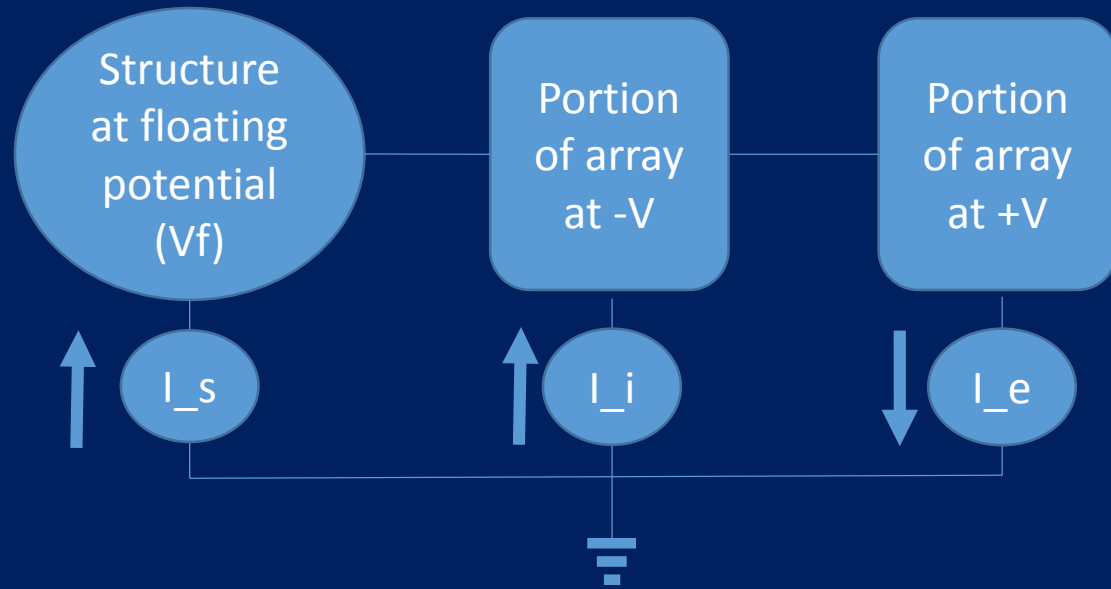 Structure
at floating
potential
(Vf)
Portion
of array
at -V
Portion
of array
at +V
I_s
I_i
I_e